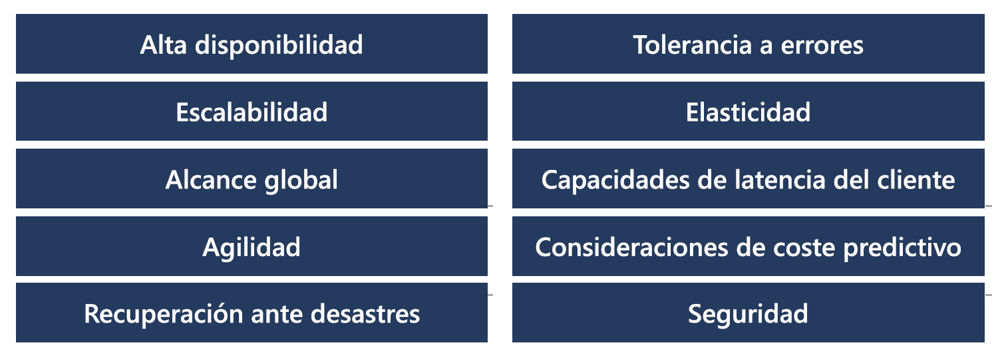 Alta disponibilidad
Tolerancia a errores
Escalabilidad
Elasticidad
Alcance global
Capacidades de latencia del cliente
Agilidad
Consideraciones de coste predictivo
Recuperación ante desastres
Seguridad